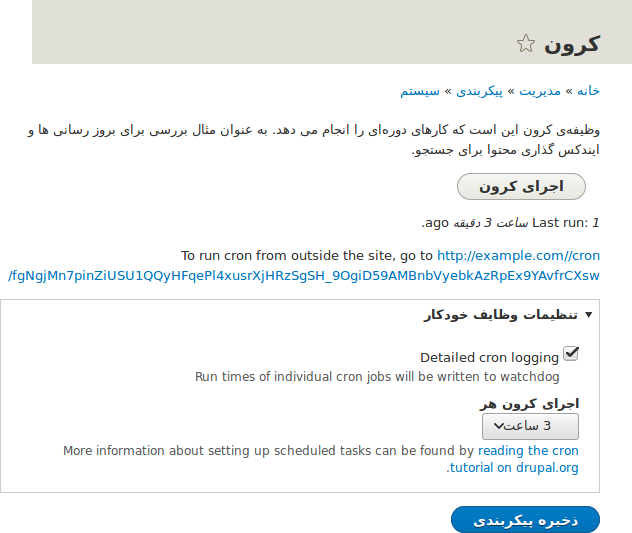 کرون
خانه » مدیریت » پیکربندی » سیستم
وظیفه‌ی کرون این است که کارهای دوره‌ای را انجام می دهد. به عنوان مثال بررسی برای بروز رسانی ها و
ایندکس گذاری محتوا برای جستجو.
اجرای کرون
Last run: 1 ساعت 3 دقیقه ago.
To run cron from outside the site, go to http://example.com//cron
/fgNgjMn7pinZiUSU1QQyHFqePl4xusrXjHRzSgSH_9OgiD59AMBnbVyebkAzRpEx9YAvfrCXsw
تنظیمات وظایف خودکار
Detailed cron logging
Run times of individual cron jobs will be written to watchdog
اجرای کرون هر
3 ساعت
More information about setting up scheduled tasks can be found by reading the cron
tutorial on drupal.org.
ذخیره پیکربندی